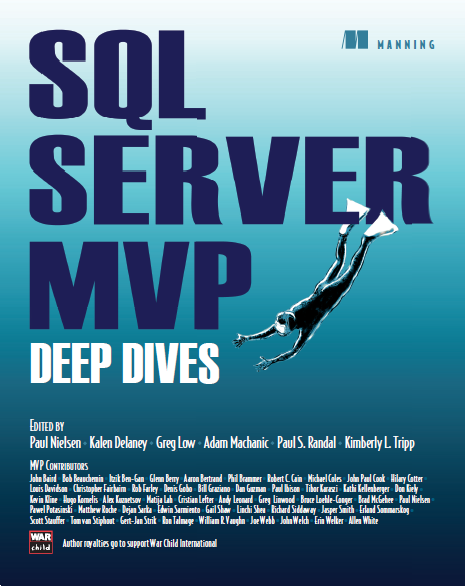 MANNING
SQL
SERVER
MVP
DEEP DIVES
EDITED BY
Paul Nielsen • Kalen Delaney • Greg Low • Adam Machanic • Paul S. Randal • Kimberly L. Tripp
MVP CONTRIBUTORS
John Baird • Bob Beauchemin • Itzik Ben-Gan • Glenn Berry • Aaron Bertrand • Phil Brammer • Robert C. Cain • Michael Coles • John Paul Cook • Hilary Cotter •
Louis Davidson • Christopher Fairbairn • Rob Farley • Denis Gobo • Bill Graziano • Dan Guzman • Paul Ibison • Tibor Karaszi • Kathi Kellenberger • Don Kiely •
Kevin Kline • Hugo Kornelis • Alex Kuznetsov • Matija Lah • Cristian Lefter • Andy Leonard • Greg Linwood • Bruce Loehle-Conger • Brad McGehee • Paul Nielsen •
Pawel Potasinski • Matthew Roche • Dejan Sarka • Edwin Sarmiento • Gail Shaw • Linchi Shea • Richard Siddaway • Jasper Smith • Erland Sommarskog •
Scott Stauffer • Tom van Stiphout • Gert-Jan Strik • Ron Talmage • William R. Vaughn • Joe Webb • John Welch • Erin Welker • Allen White
WAR
child
Author royalties go to support War Child International